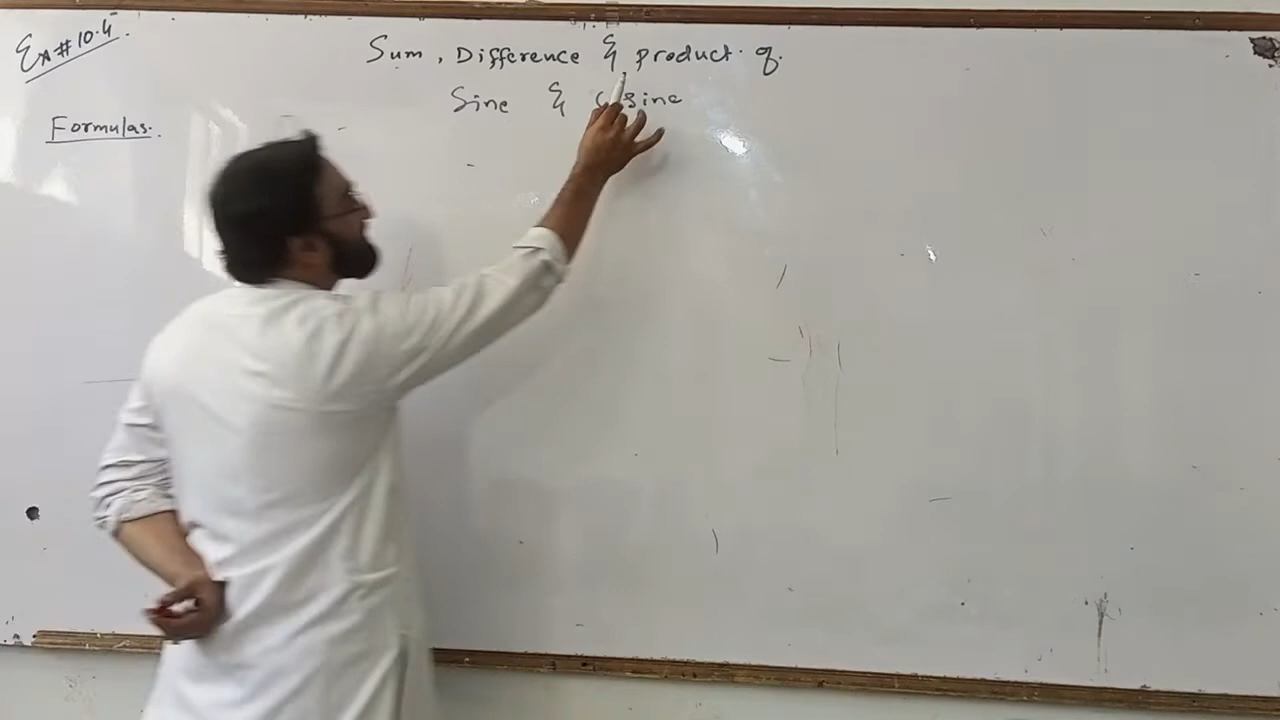 Ex # 10.4
Sum, Difference & product of
Sine & Cosine
Formulas.